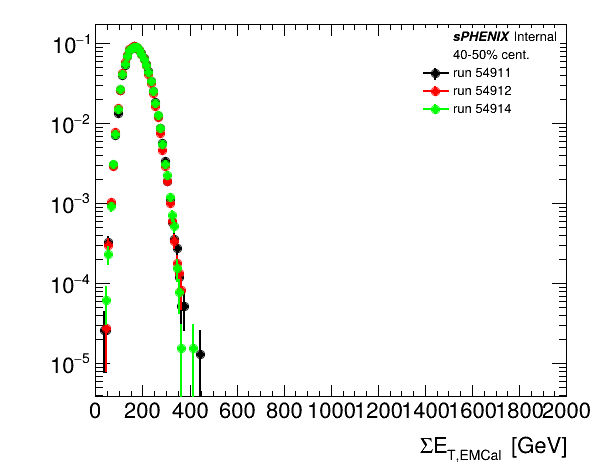 sPHENIX Internal
40-50% cent.
run 54911
run 54912
run 54914
10⁻¹
10⁻²
10⁻³
10⁻⁴
10⁻⁵
0 200 400 600 800 1000 1200 1400 1600 1800 2000
ΣE_T,EMCal [GeV]